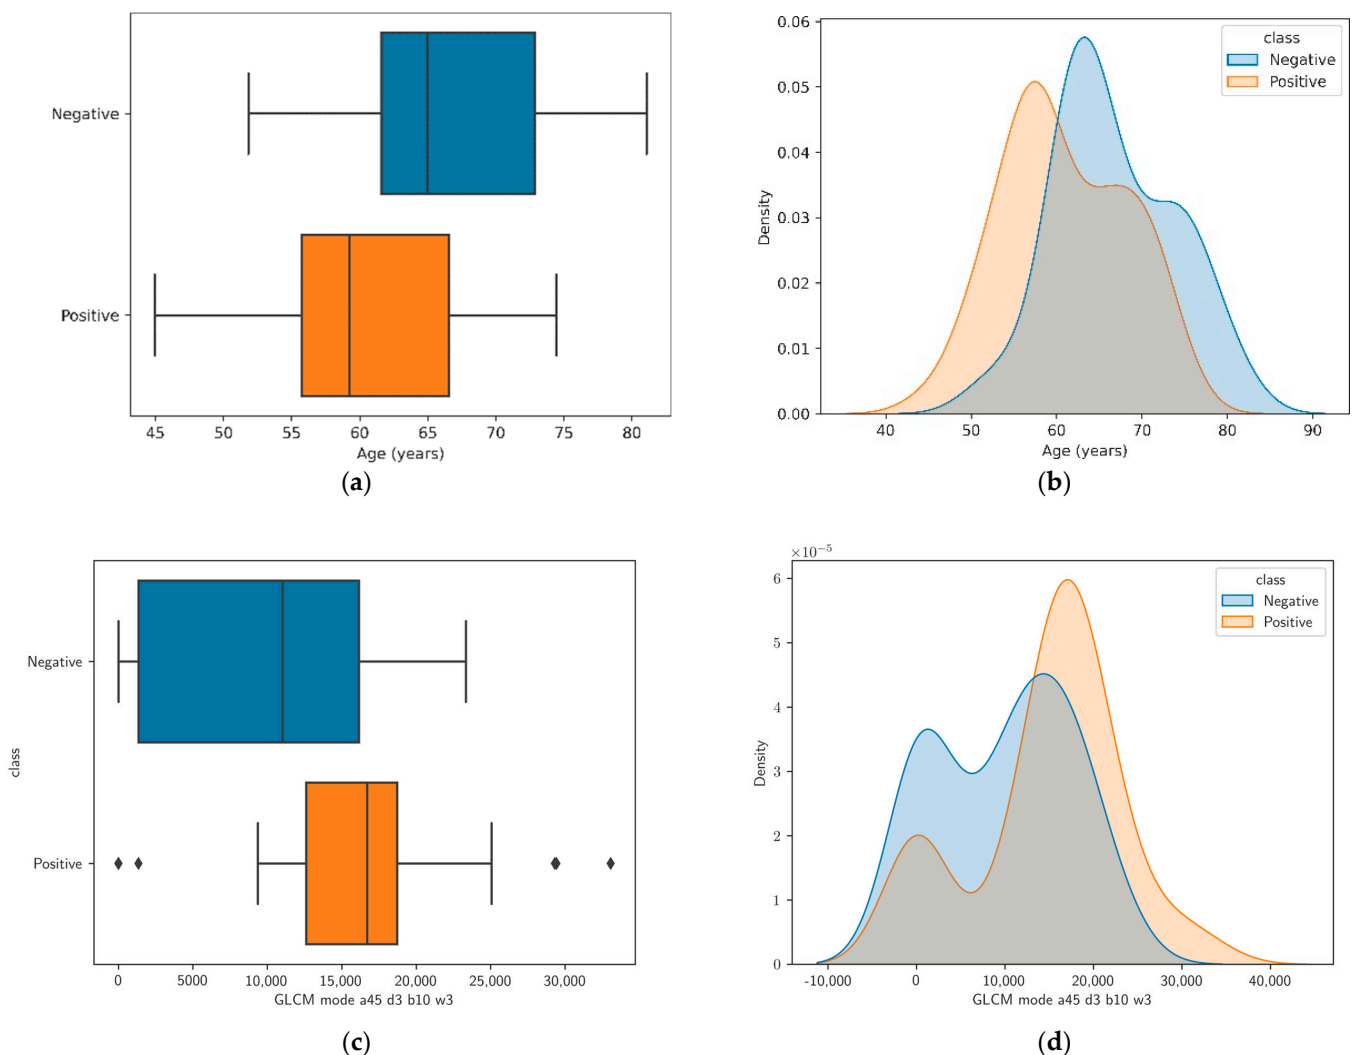 Negative
Positive
45 50 55 60 65 70 75 80
Age (years)
(a)
0.06
0.05
0.04
0.03
0.02
0.01
0.00
Density
class
Negative
Positive
40 50 60 70 80 90
Age (years)
(b)
class
Negative
Positive
0 5000 10,000 15,000 20,000 25,000 30,000
GLCM mode a45 d3 b10 w3
(c)
×10⁻⁵
6
5
4
3
2
1
0
Density
class
Negative
Positive
-10,000 0 10,000 20,000 30,000 40,000
GLCM mode a45 d3 b10 w3
(d)